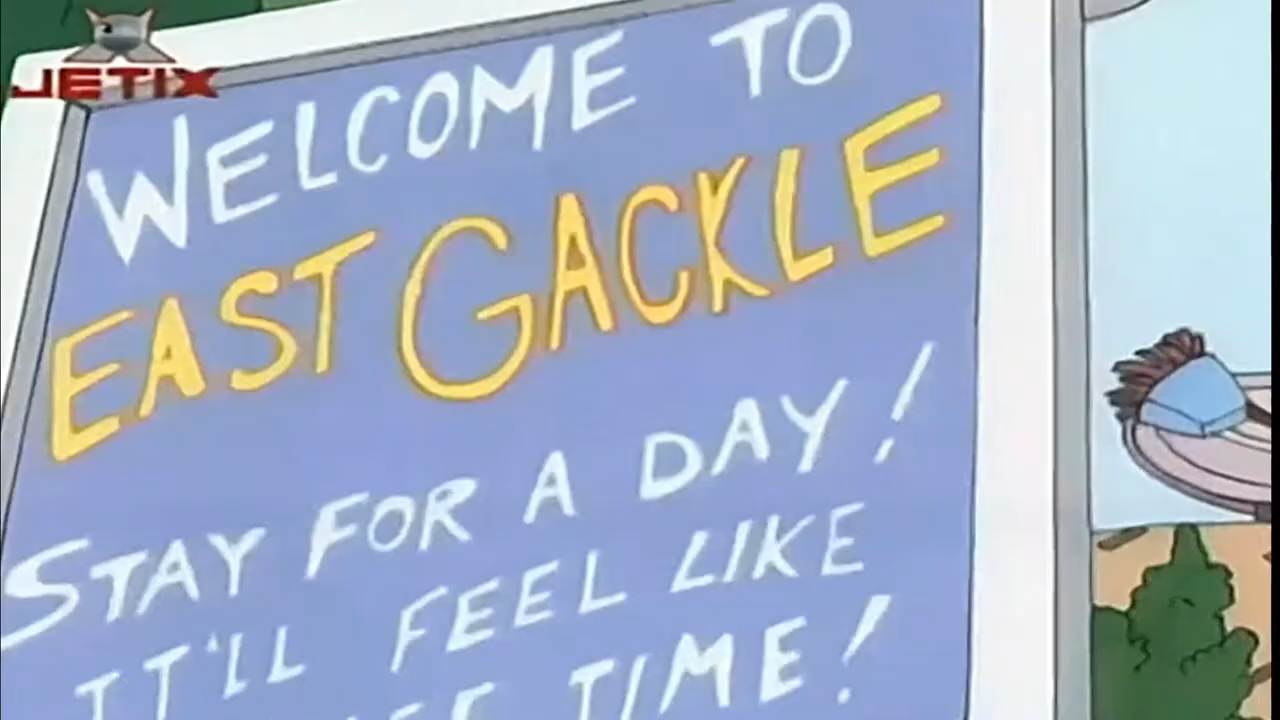 JETIX
WELCOME TO
EAST GACKLE
STAY FOR A DAY!
IT'LL FEEL LIKE
TIME!